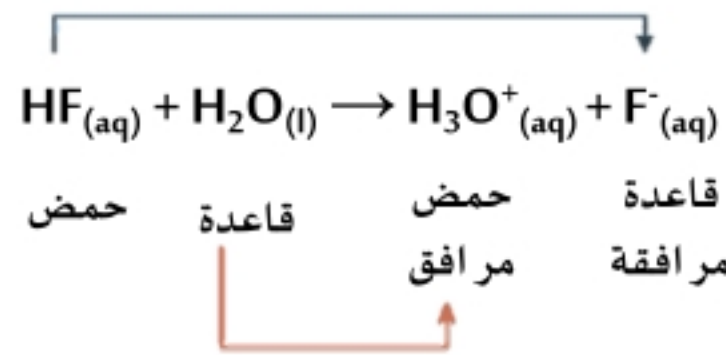 HF(aq) + H₂O(l) → H₃O⁺(aq) + F⁻(aq)
حمض قاعدة حمض قاعدة
مرافق مرافقة